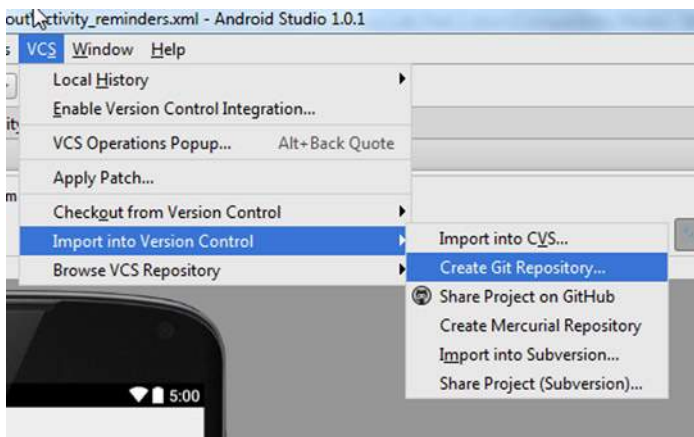 out\activity_reminders.xml - Android Studio 1.0.1
s VCS Window Help
Local History
Enable Version Control Integration...
VCS Operations Popup... Alt+Back Quote
Apply Patch...
Checkout from Version Control
Import into Version Control
Browse VCS Repository
Import into CVS...
Create Git Repository...
Share Project on GitHub
Create Mercurial Repository
Import into Subversion...
Share Project (Subversion)...
5:00